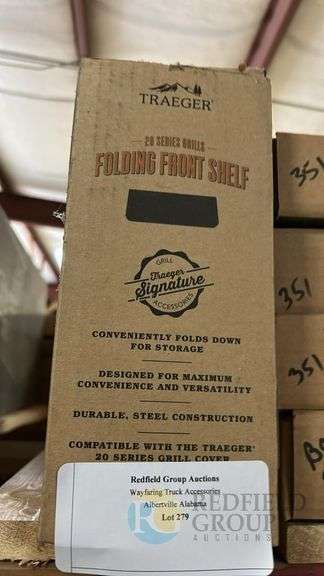 TRAEGER®
20 SERIES GRILLS
FOLDING FRONT SHELF
GRILL
Traeger
Signature
ACCESSORIES
CONVENIENTLY FOLDS DOWN
FOR STORAGE
DESIGNED FOR MAXIMUM
CONVENIENCE AND VERSATILITY
DURABLE, STEEL CONSTRUCTION
COMPATIBLE WITH THE TRAEGER®
20 SERIES GRILL COVER
Redfield Group Auctions
Wayfaring Truck Accessories
Albertville Alabama
Lot 279
REDFIELD
GROUP
AUCTIONS
351
351
351